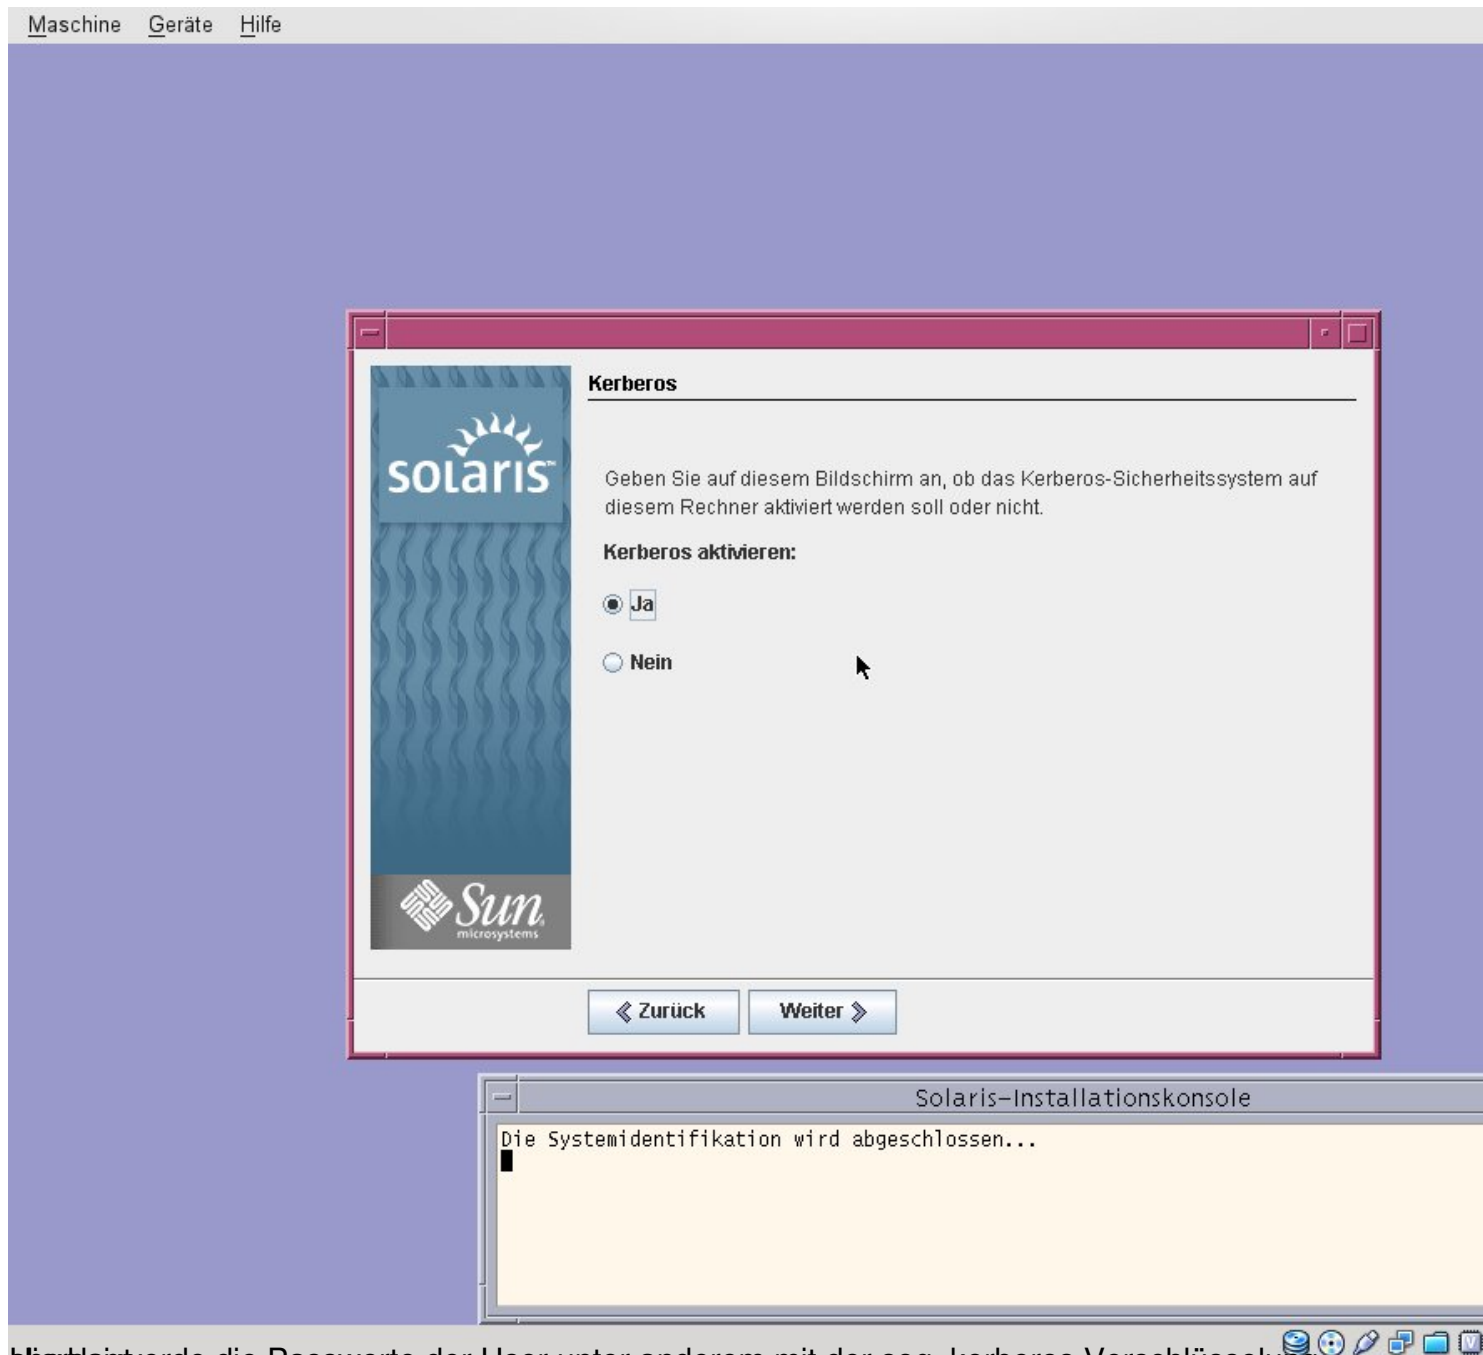 Maschine Geräte Hilfe
Kerberos
solaris™
Geben Sie auf diesem Bildschirm an, ob das Kerberos-Sicherheitssystem auf
diesem Rechner aktiviert werden soll oder nicht.
Kerberos aktivieren:
Ja
Nein
Sun
microsystems
Zurück Weiter
Solaris-Installationskonsole
Die Systemidentifikation wird abgeschlossen...
die Passworte der User unter anderem mit der sog. kerberos Verschlüsselung